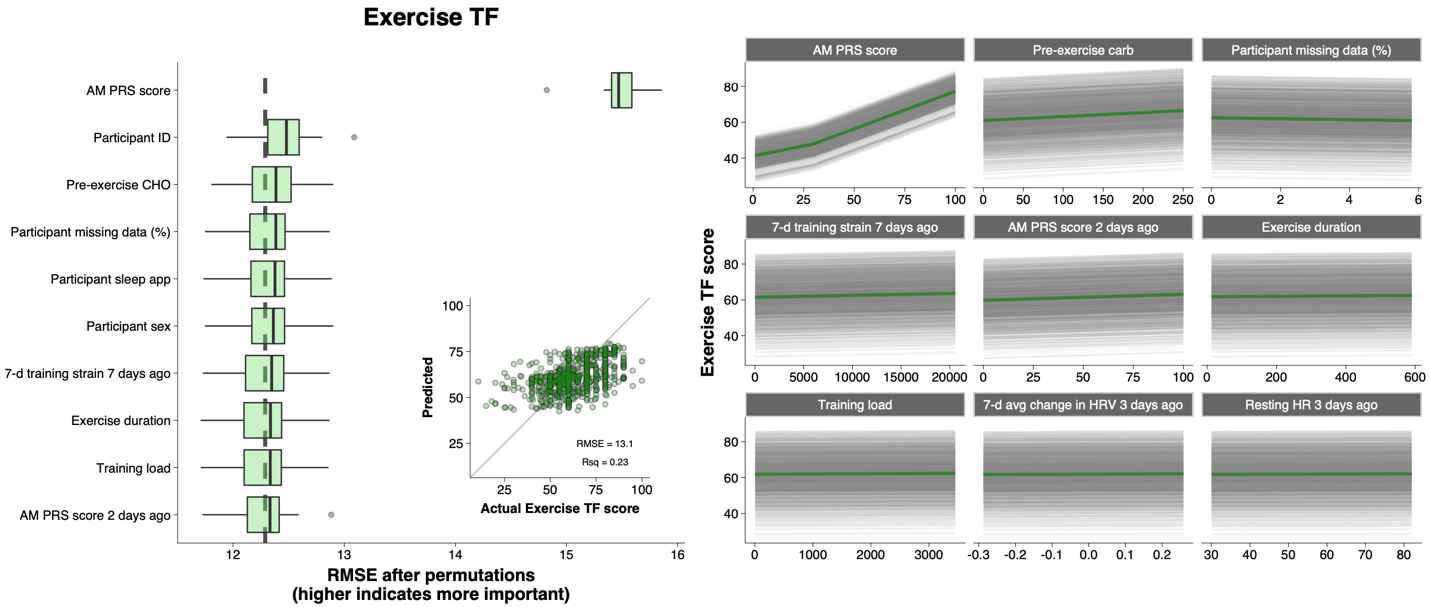 Exercise TF
AM PRS score
Participant ID
Pre-exercise CHO
Participant missing data (%)
Participant sleep app
Participant sex
7-d training strain 7 days ago
Exercise duration
Training load
AM PRS score 2 days ago
12 13 14 15 16
RMSE after permutations
(higher indicates more important)
Predicted
100
75
50
25
RMSE = 13.1
Rsq = 0.23
25 50 75 100
Actual Exercise TF score
Exercise TF score
AM PRS score Pre-exercise carb Participant missing data (%)
80
60
40
0 25 50 75 100 0 50 100 150 200 250 0 2 4 6
7-d training strain 7 days ago AM PRS score 2 days ago Exercise duration
80
60
40
0 5000 10000 15000 20000 0 25 50 75 100 0 200 400 600
Training load 7-d avg change in HRV 3 days ago Resting HR 3 days ago
80
60
40
0 1000 2000 3000 -0.3 -0.2 -0.1 0.0 0.1 0.2 30 40 50 60 70 80